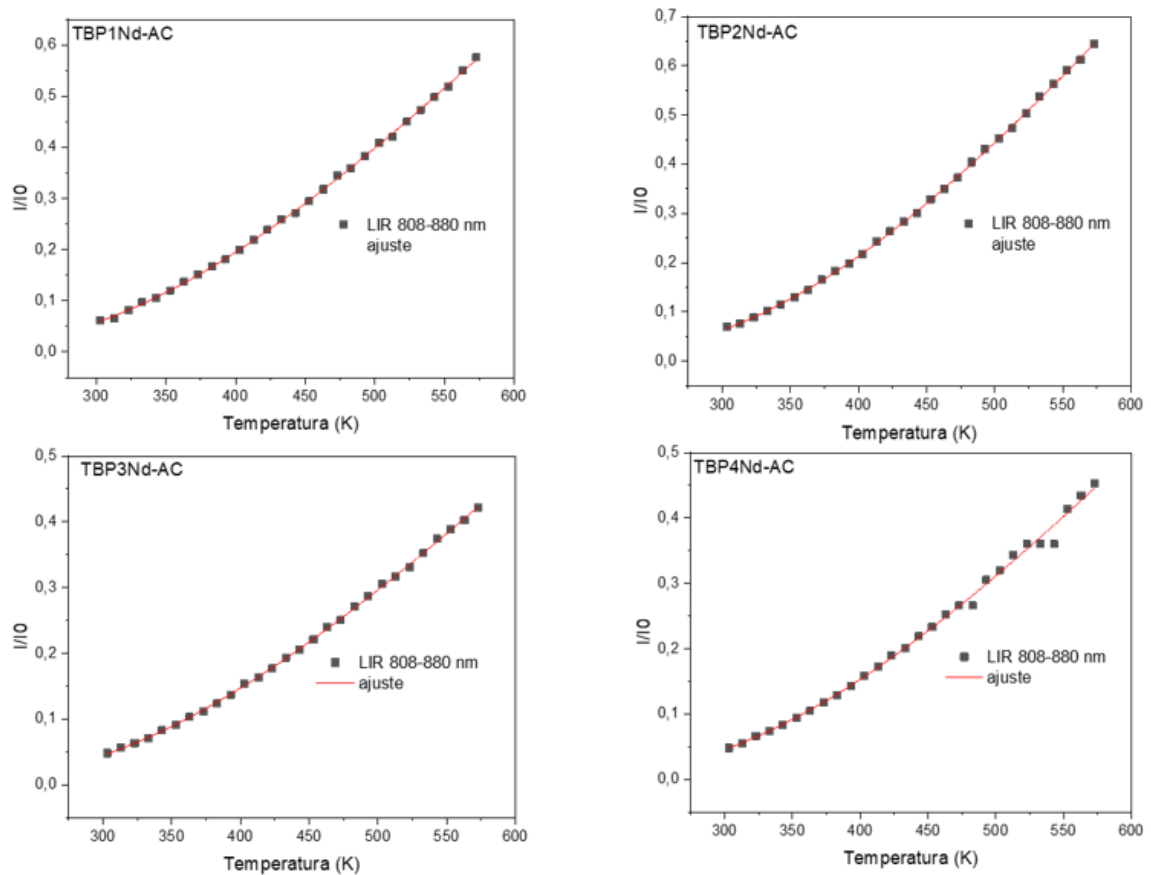 TBP1Nd-AC
0,6
0,5
0,4
0,3
0,2
0,1
0,0
I/I0
LIR 808-880 nm
ajuste
300 350 400 450 500 550 600
Temperatura (K)
TBP2Nd-AC
0,7
0,6
0,5
0,4
0,3
0,2
0,1
0,0
I/I0
LIR 808-880 nm
ajuste
300 350 400 450 500 550 600
Temperatura (K)
TBP3Nd-AC
0,5
0,4
0,3
0,2
0,1
0,0
I/I0
LIR 808-880 nm
ajuste
300 350 400 450 500 550 600
Temperatura (K)
TBP4Nd-AC
0,5
0,4
0,3
0,2
0,1
0,0
I/I0
LIR 808-880 nm
ajuste
300 350 400 450 500 550 600
Temperatura (K)